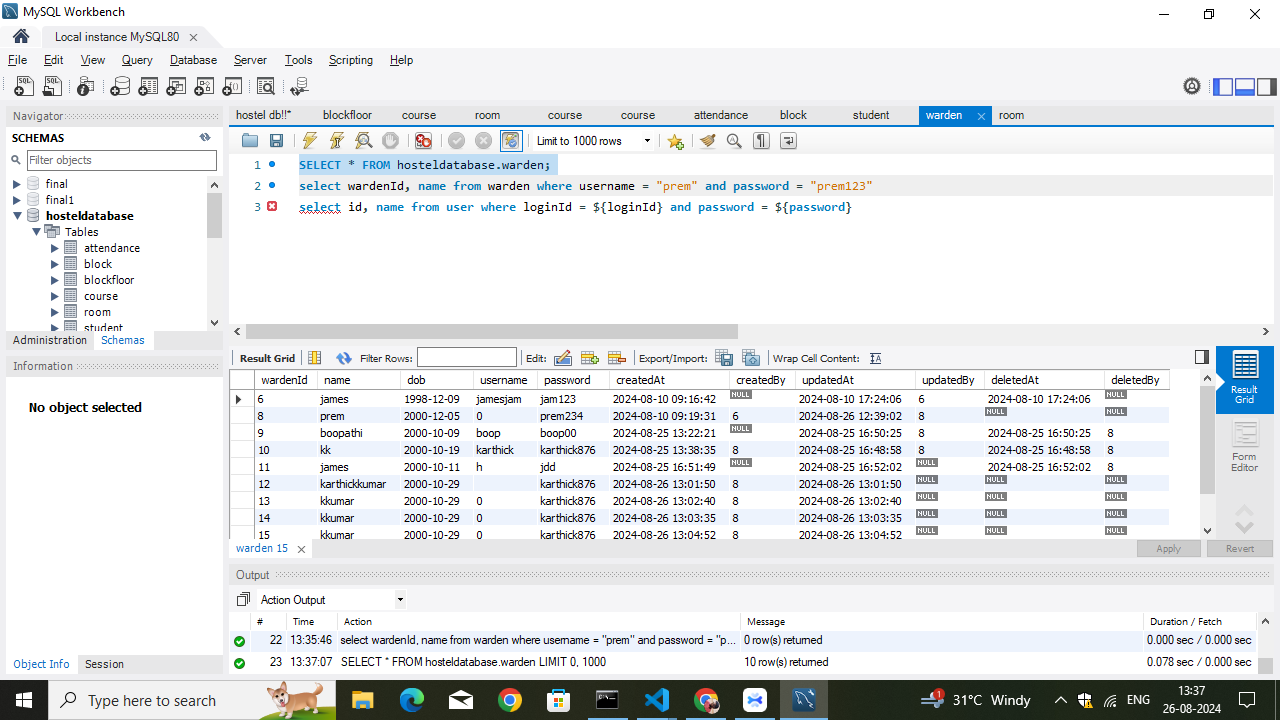 MySQL Workbench
Local instance MySQL80
File Edit View Query Database Server Tools Scripting Help
Navigator
SCHEMAS
Filter objects
final
final1
hosteldatabase
Tables
attendance
block
blockfloor
course
room
student
Administration Schemas
Information
No object selected
Object Info Session
hostel db!!* blockfloor course room course course attendance block student warden room
Limit to 1000 rows
1 SELECT * FROM hosteldatabase.warden;
2 select wardenId, name from warden where username = "prem" and password = "prem123"
3 select id, name from user where loginId = ${loginId} and password = ${password}
Result Grid Filter Rows: Edit: Export/Import: Wrap Cell Content:
wardenId name dob username password createdAt createdBy updatedAt updatedBy deletedAt deletedBy
6 james 1998-12-09 jamesjam jam123 2024-08-10 09:16:42 NULL 2024-08-10 17:24:06 6 2024-08-10 17:24:06 NULL
8 prem 2000-12-05 0 prem234 2024-08-10 09:19:31 6 2024-08-26 12:39:02 8 NULL NULL
9 boopathi 2000-10-09 boop boop00 2024-08-25 13:22:21 NULL 2024-08-25 16:50:25 8 2024-08-25 16:50:25 8
10 kk 2000-10-19 karthick karthick876 2024-08-25 13:38:35 8 2024-08-25 16:48:58 8 2024-08-25 16:48:58 8
11 james 2000-10-11 h jdd 2024-08-25 16:51:49 NULL 2024-08-25 16:52:02 NULL 2024-08-25 16:52:02 8
12 karthickkumar 2000-10-29 karthick876 2024-08-26 13:01:50 8 2024-08-26 13:01:50 NULL NULL NULL
13 kkumar 2000-10-29 0 karthick876 2024-08-26 13:02:40 8 2024-08-26 13:02:40 NULL NULL NULL
14 kkumar 2000-10-29 0 karthick876 2024-08-26 13:03:35 8 2024-08-26 13:03:35 NULL NULL NULL
15 kkumar 2000-10-29 0 karthick876 2024-08-26 13:04:52 8 2024-08-26 13:04:52 NULL NULL NULL
Result Grid
Form Editor
warden 15 Apply Revert
Output
Action Output
# Time Action Message Duration / Fetch
22 13:35:46 select wardenId, name from warden where username = "prem" and password = "p... 0 row(s) returned 0.000 sec / 0.000 sec
23 13:37:07 SELECT * FROM hosteldatabase.warden LIMIT 0, 1000 10 row(s) returned 0.078 sec / 0.000 sec
Type here to search
1 31°C Windy ENG 13:37
26-08-2024